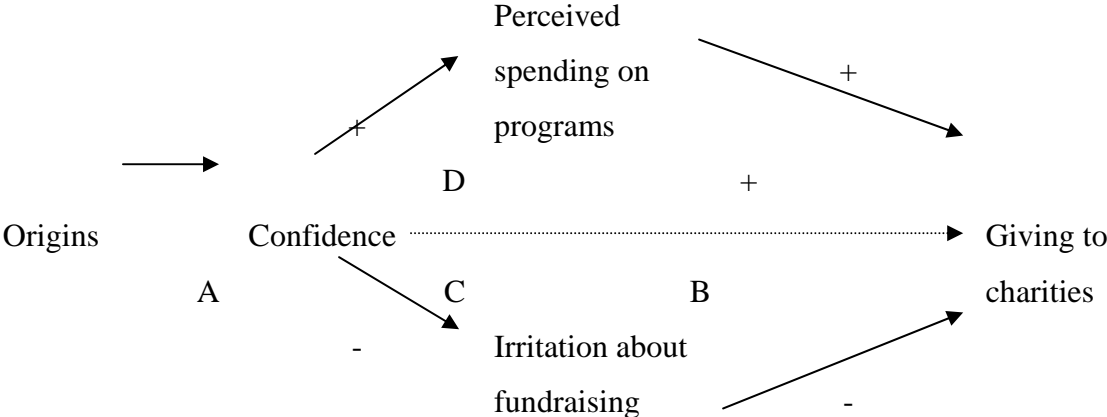 Perceived
spending on +
+ programs
D +
Origins Confidence Giving to
A C B charities
- Irritation about
fundraising -